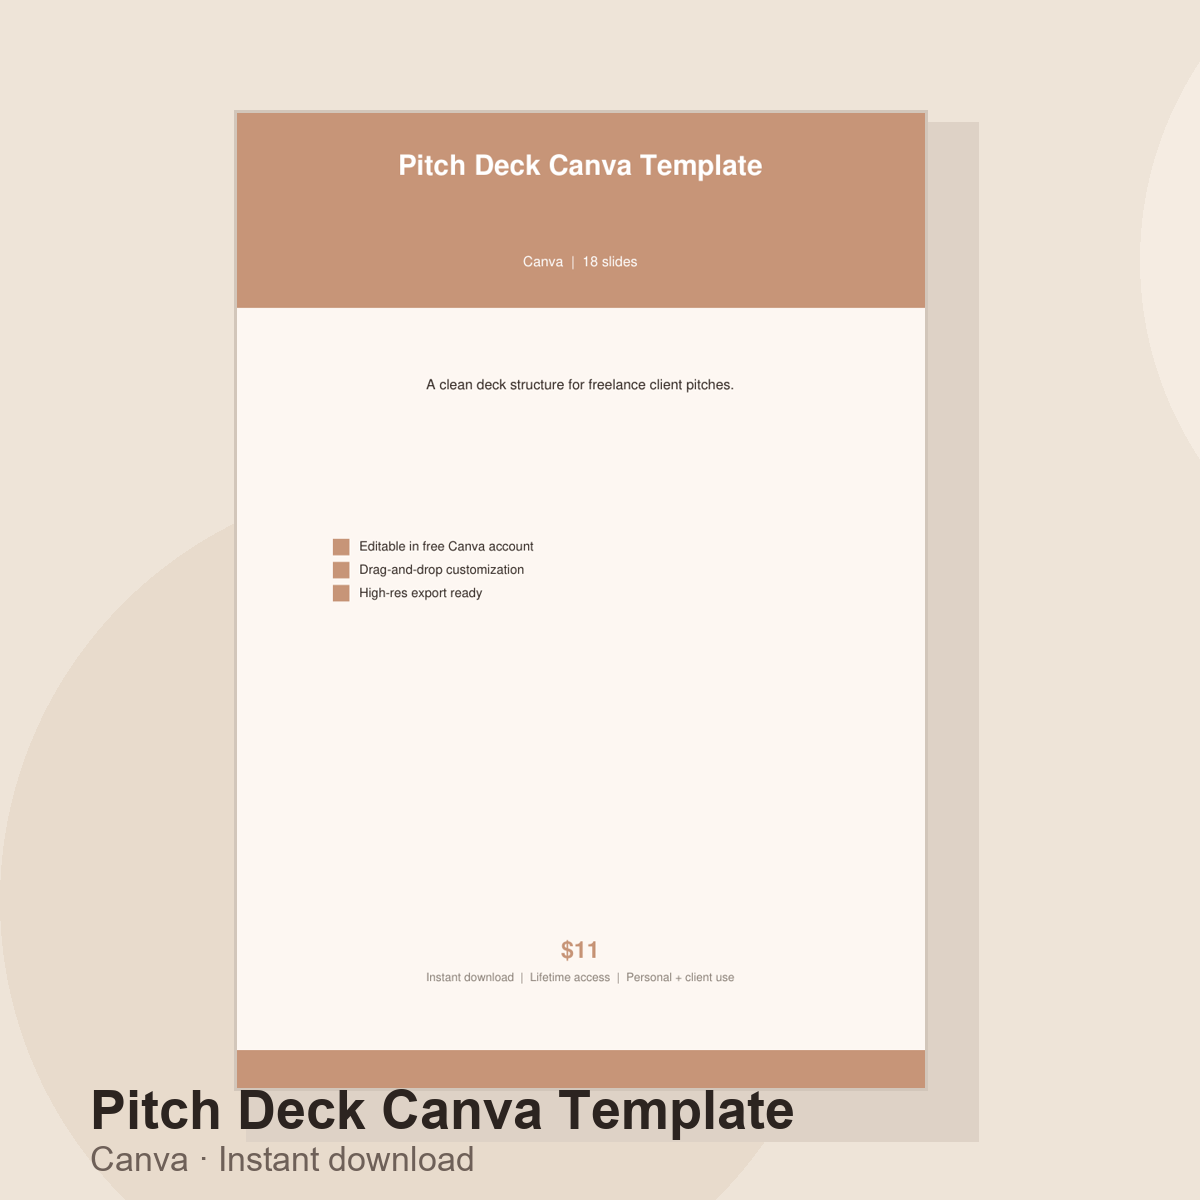 Pitch Deck Canva Template
Canva | 18 slides
A clean deck structure for freelance client pitches.
Editable in free Canva account
Drag-and-drop customization
High-res export ready
$11
Instant download | Lifetime access | Personal + client use
Pitch Deck Canva Template
Canva · Instant download